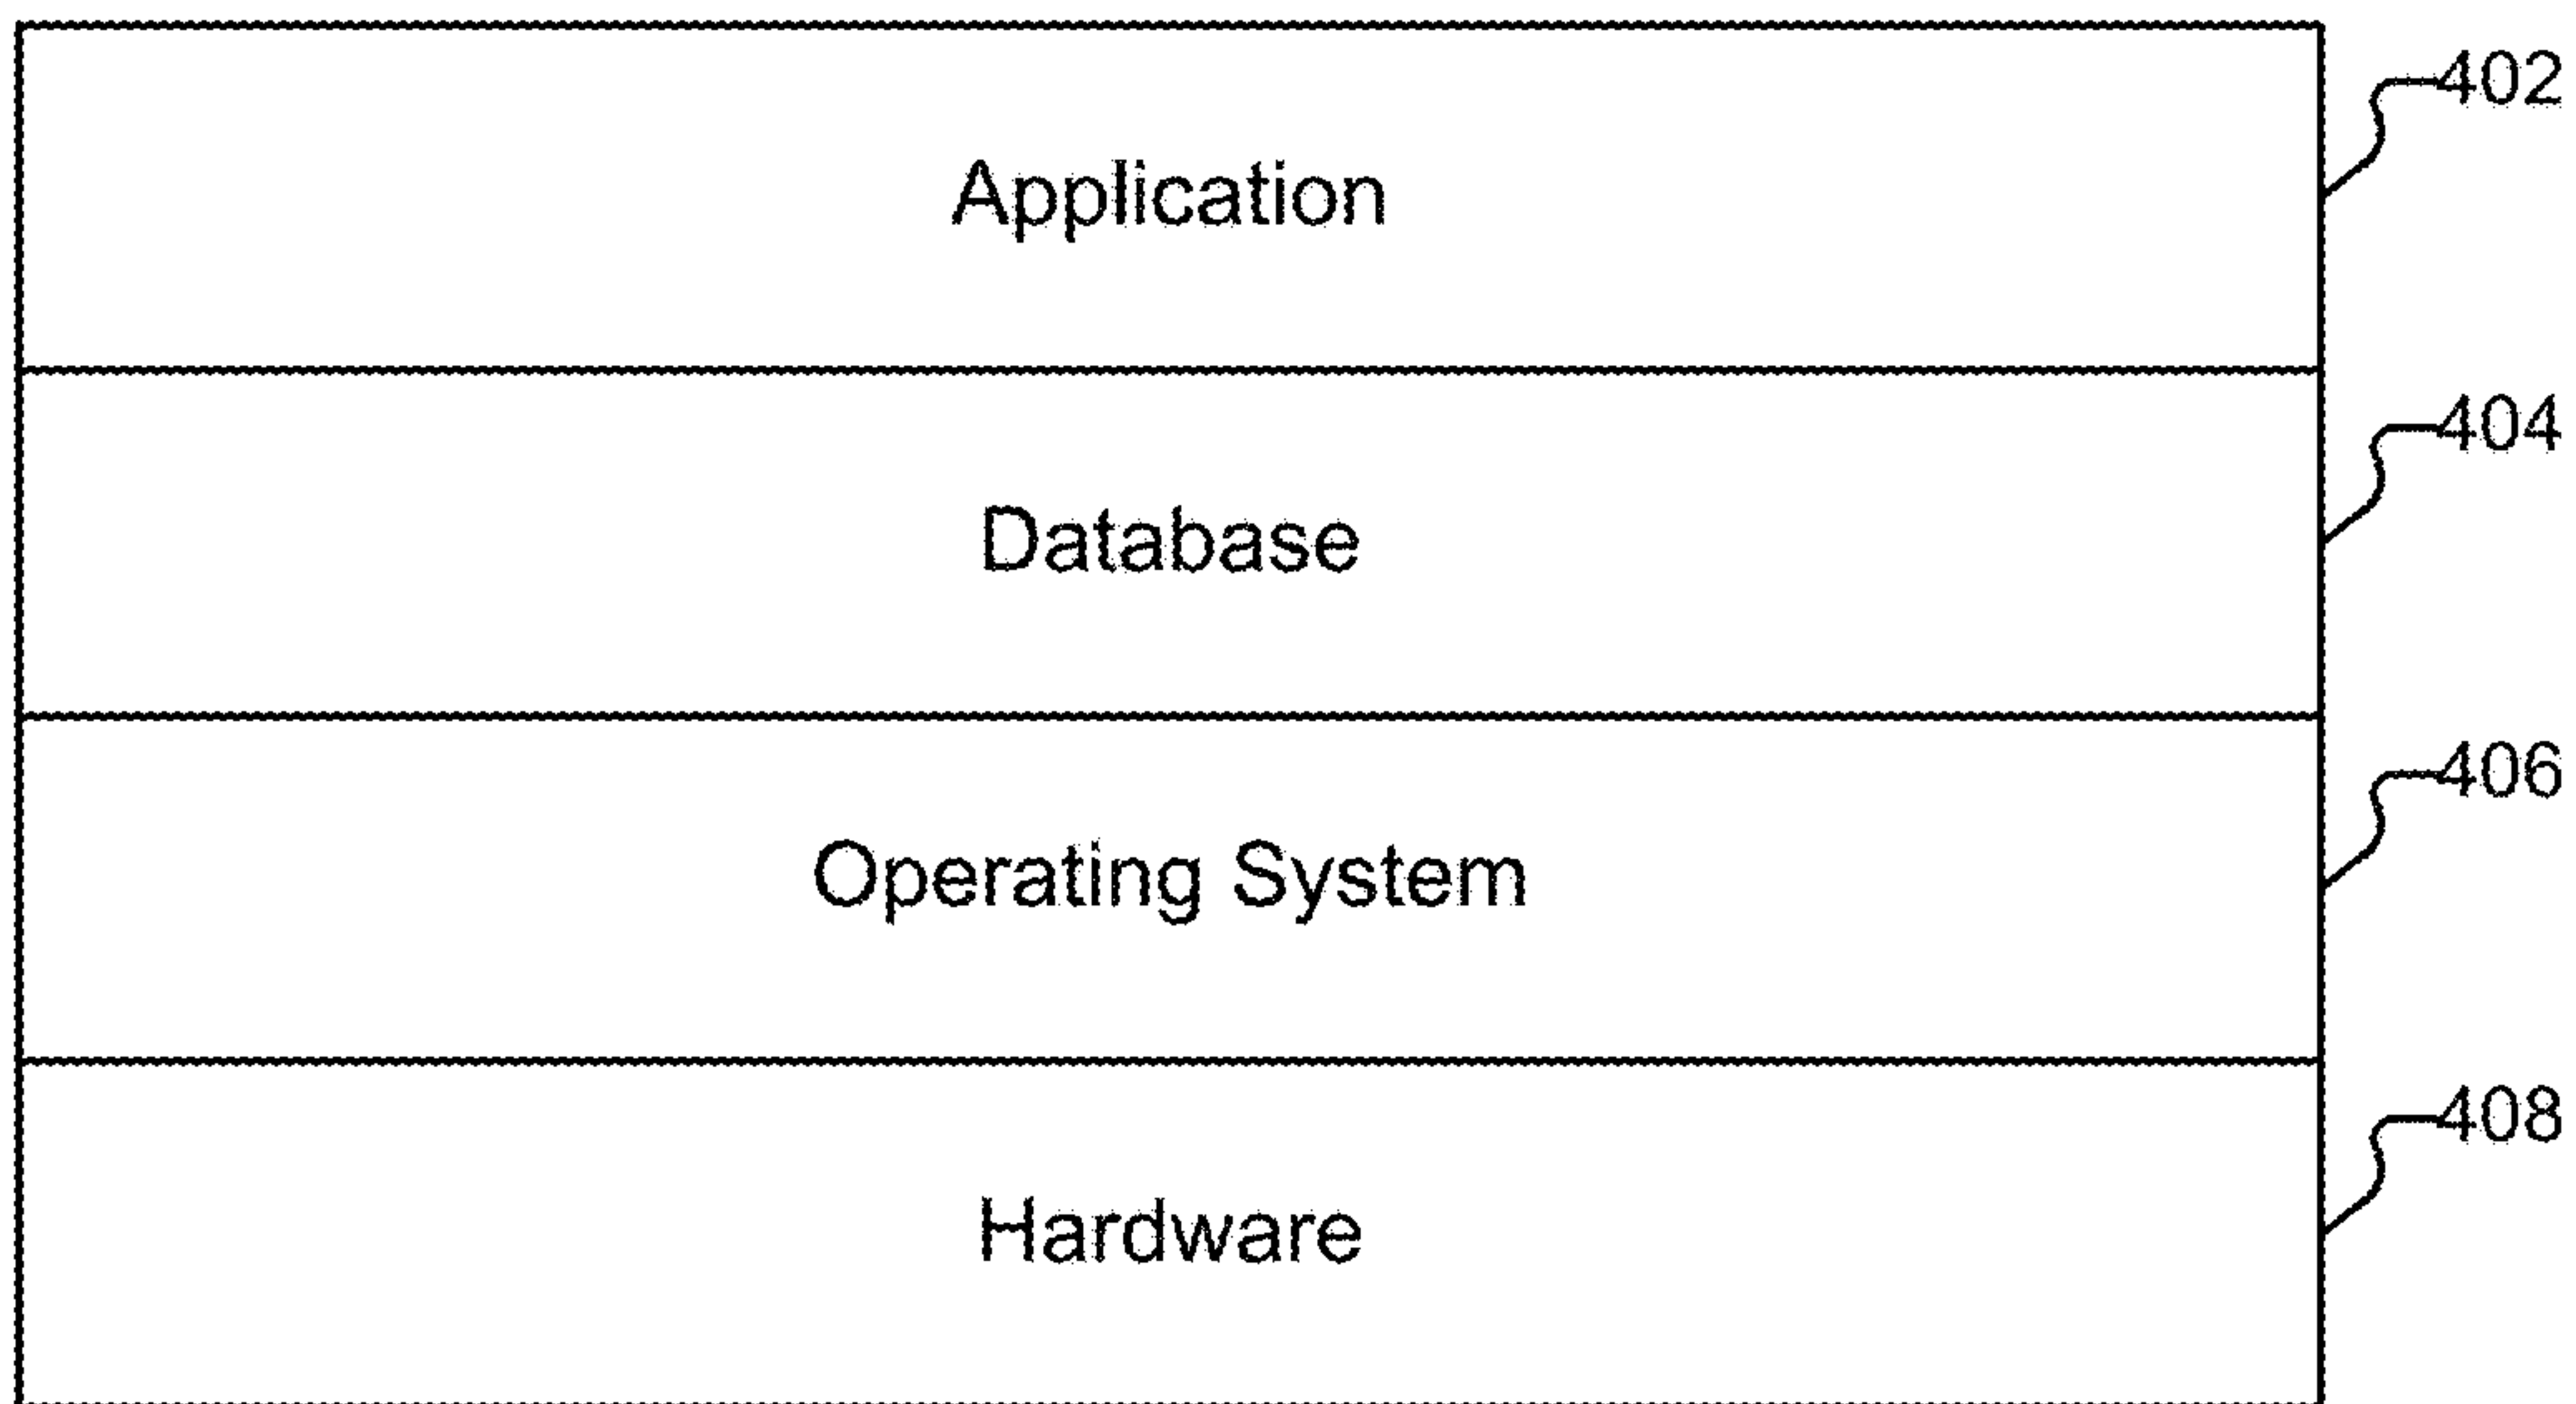 402
Application
404
Database
406
Operating System
408
Hardware